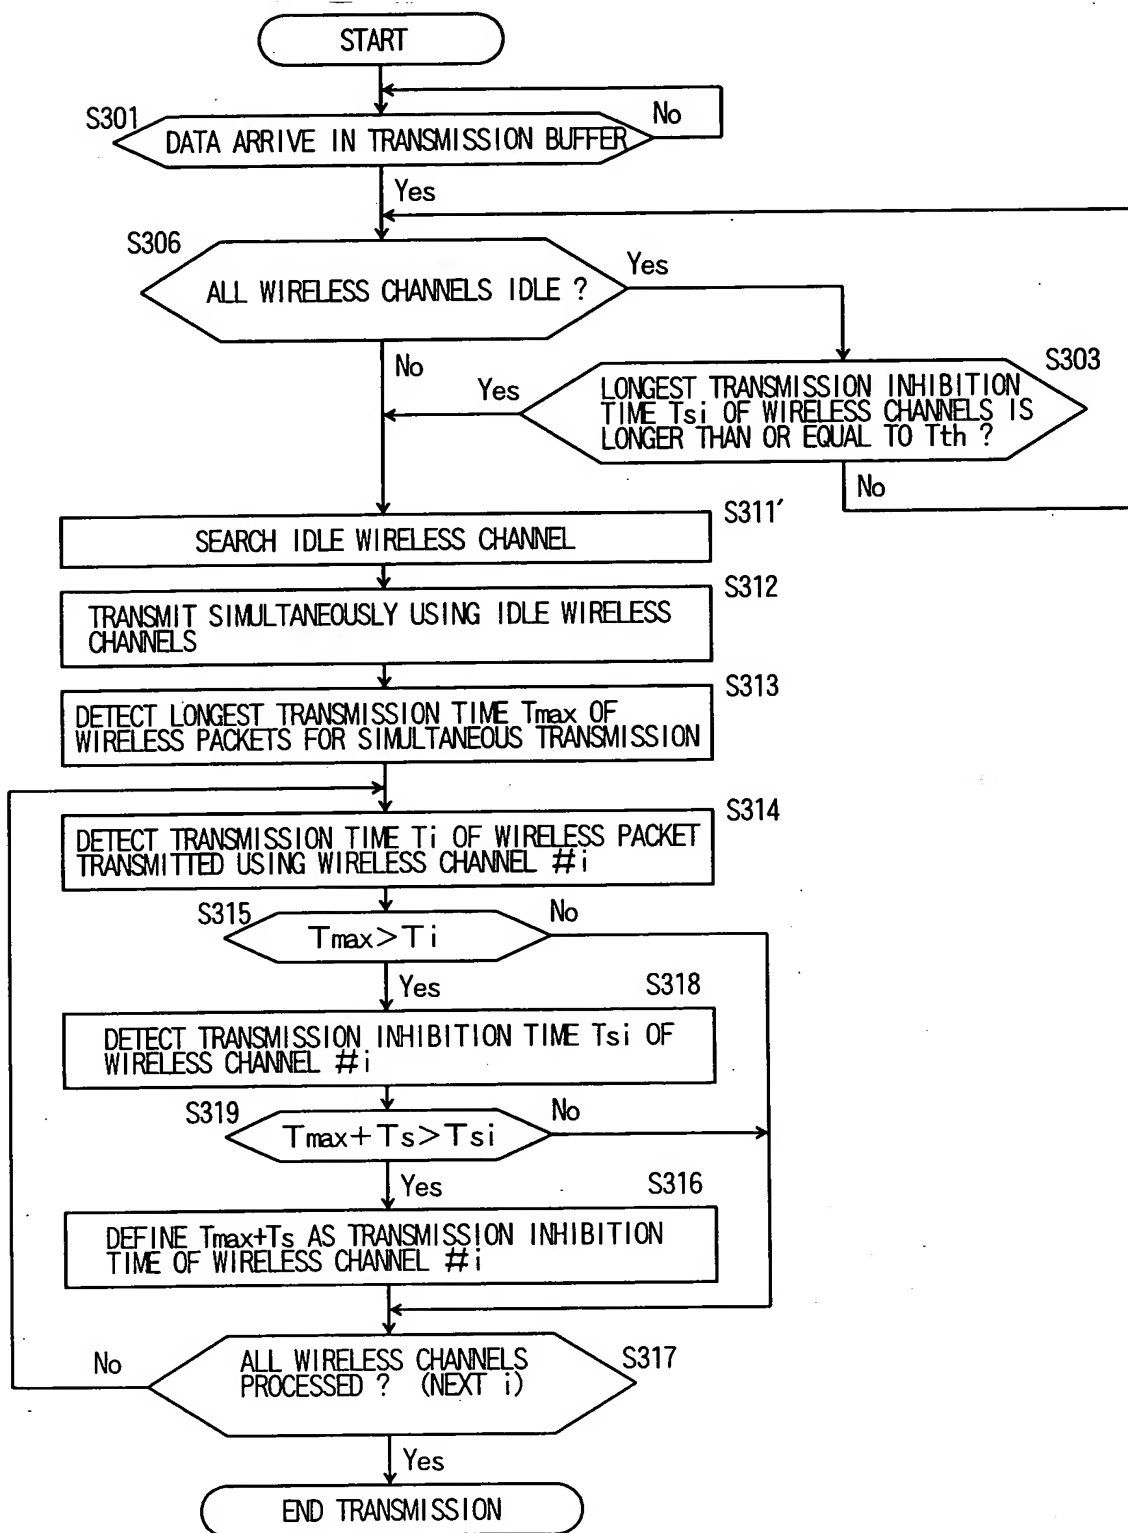 START
S301
DATA ARRIVE IN TRANSMISSION BUFFER
No
Yes
S306
ALL WIRELESS CHANNELS IDLE ?
Yes
No
S303
LONGEST TRANSMISSION INHIBITION
TIME Tsi OF WIRELESS CHANNELS IS
LONGER THAN OR EQUAL TO Tth ?
Yes
No
S311′
SEARCH IDLE WIRELESS CHANNEL
S312
TRANSMIT SIMULTANEOUSLY USING IDLE WIRELESS
CHANNELS
S313
DETECT LONGEST TRANSMISSION TIME Tmax OF
WIRELESS PACKETS FOR SIMULTANEOUS TRANSMISSION
S314
DETECT TRANSMISSION TIME Ti OF WIRELESS PACKET
TRANSMITTED USING WIRELESS CHANNEL #i
S315
Tmax>Ti
No
Yes
S318
DETECT TRANSMISSION INHIBITION TIME Tsi OF
WIRELESS CHANNEL #i
S319
Tmax+Ts>Tsi
No
Yes
S316
DEFINE Tmax+Ts AS TRANSMISSION INHIBITION
TIME OF WIRELESS CHANNEL #i
No
ALL WIRELESS CHANNELS
PROCESSED ? (NEXT i)
S317
Yes
END TRANSMISSION